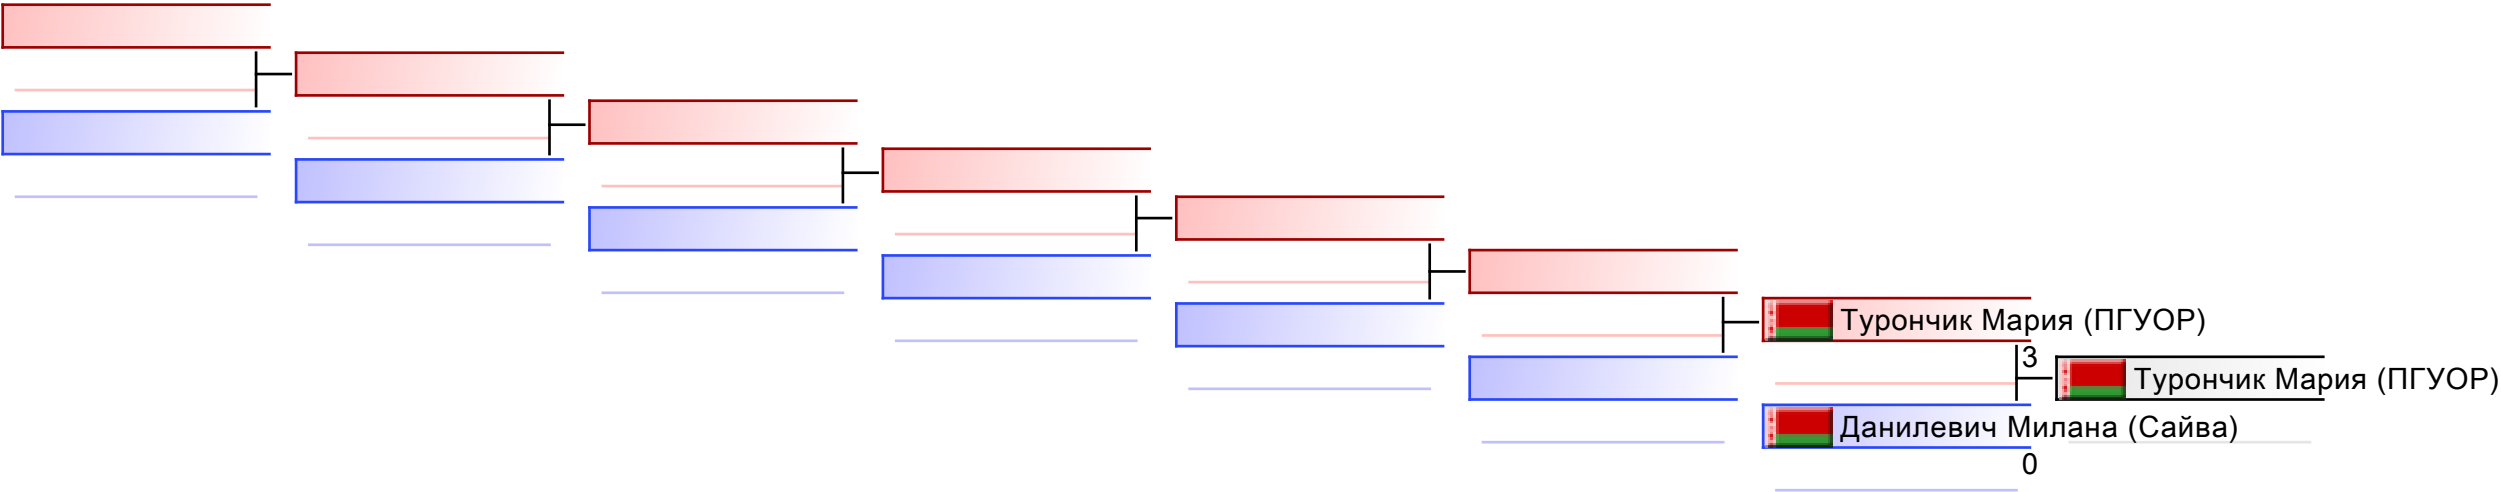 Турончик Мария (ПГУОР)
3
Турончик Мария (ПГУОР)
Данилевич Милана (Сайва)
0